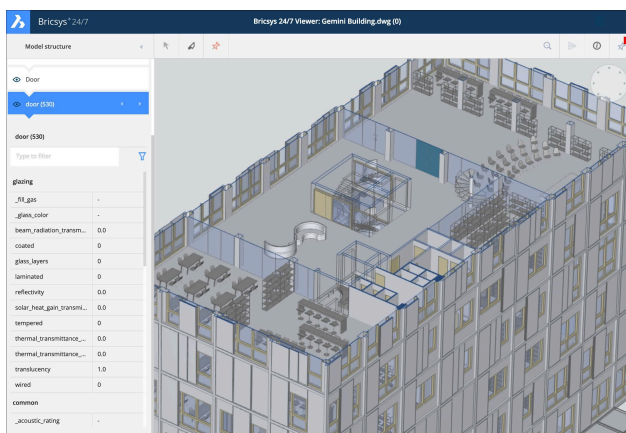 Bricsys® 24/7
Bricsys 24/7 Viewer: Gemini Building.dwg (0)
Model structure
Door
door (530)
door (530)
Type to filter
glazing
_fill_gas -
_glass_color -
beam_radiation_transm... 0.0
coated 0
glass_layers 0
laminated 0
reflectivity 0.0
solar_heat_gain_transmi... 0.0
tempered 0
thermal_transmittance_... 0.0
thermal_transmittance_... 0.0
translucency 1.0
wired 0
common
_acoustic_rating -